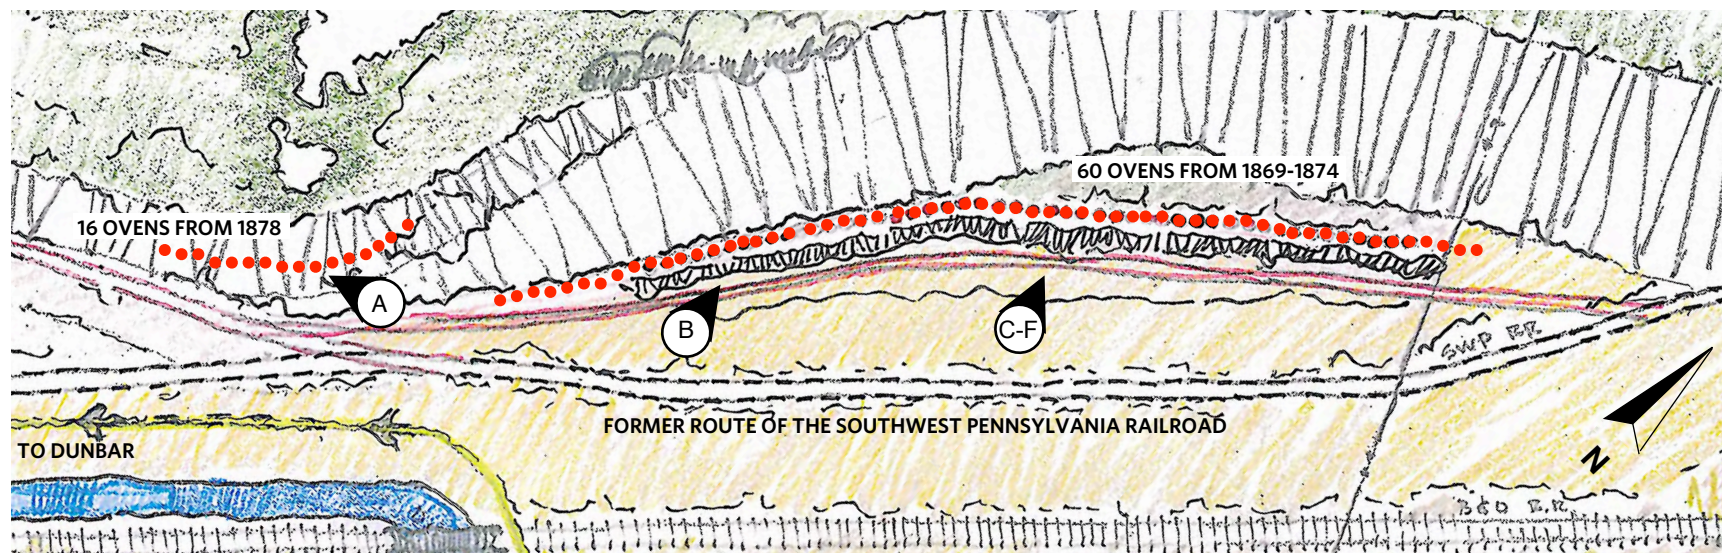 60 OVENS FROM 1869-1874
16 OVENS FROM 1878
A
B
C-F
SWP RR
FORMER ROUTE OF THE SOUTHWEST PENNSYLVANIA RAILROAD
TO DUNBAR
N
B&O R.R.